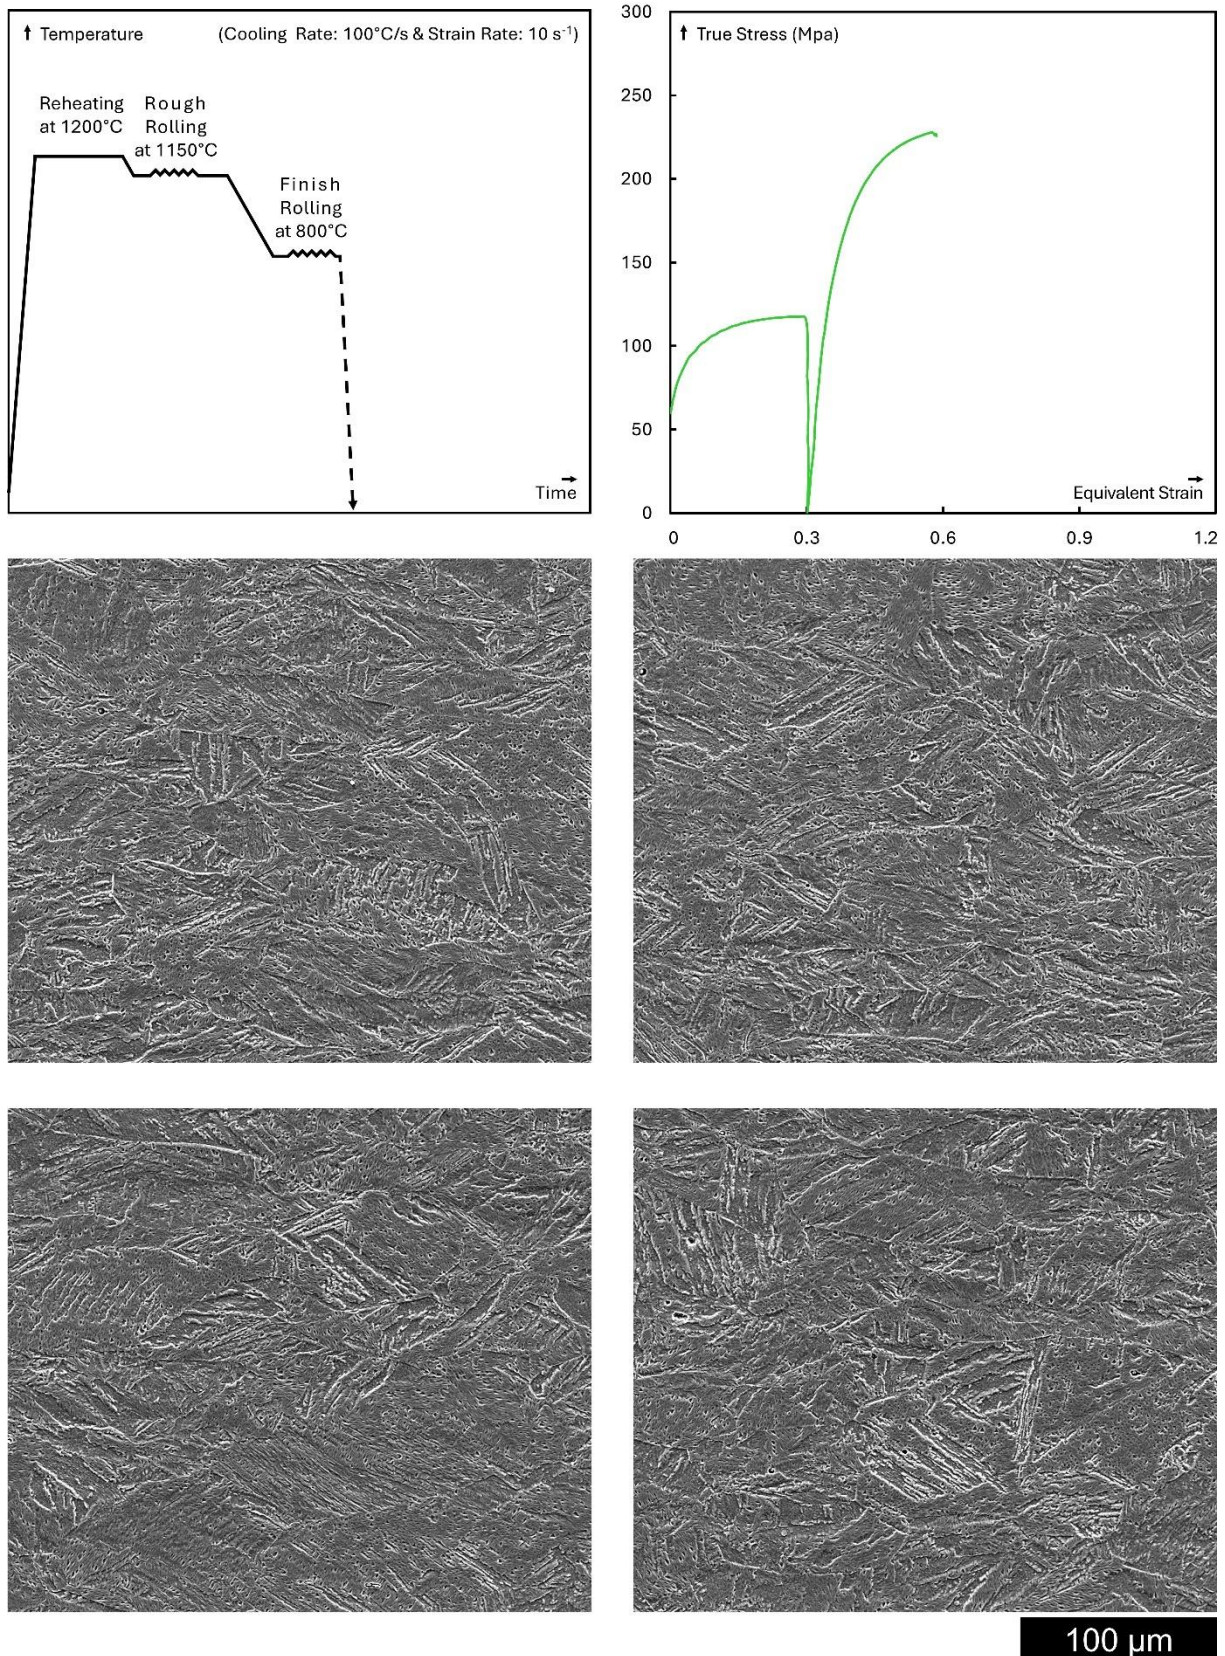 Temperature
(Cooling Rate: 100°C/s & Strain Rate: 10 s⁻¹)
Reheating
at 1200°C
Rough
Rolling
at 1150°C
Finish
Rolling
at 800°C
Time
300
True Stress (Mpa)
250
200
150
100
50
Equivalent Strain
0
0
0.3
0.6
0.9
1.2
100 µm